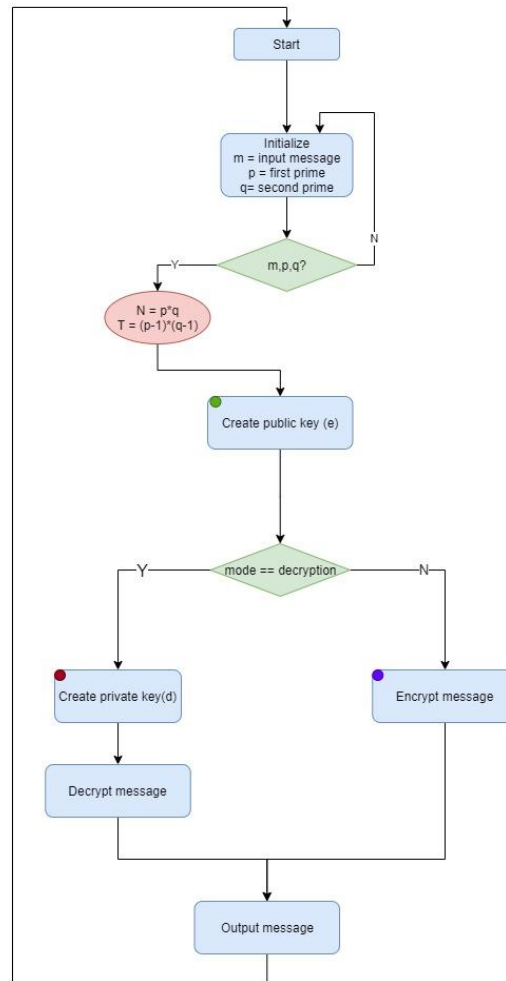 Start
Initialize
m = input message
p = first prime
q= second prime
N
m,p,q?
Y
N = p*q
T = (p-1)*(q-1)
Create public key (e)
Y
mode == decryption
N
Create private key(d)
Encrypt message
Decrypt message
Output message